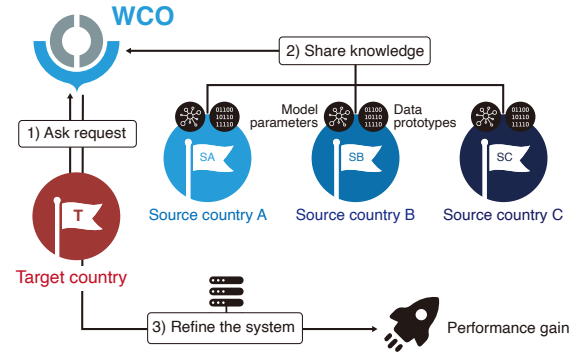 WCO
2) Share knowledge
1) Ask request
Model
parameters
Data
prototypes
01100
10110
11110
01100
10110
11110
01100
10110
11110
SA
SB
SC
T
Source country A
Source country B
Source country C
Target country
3) Refine the system
Performance gain